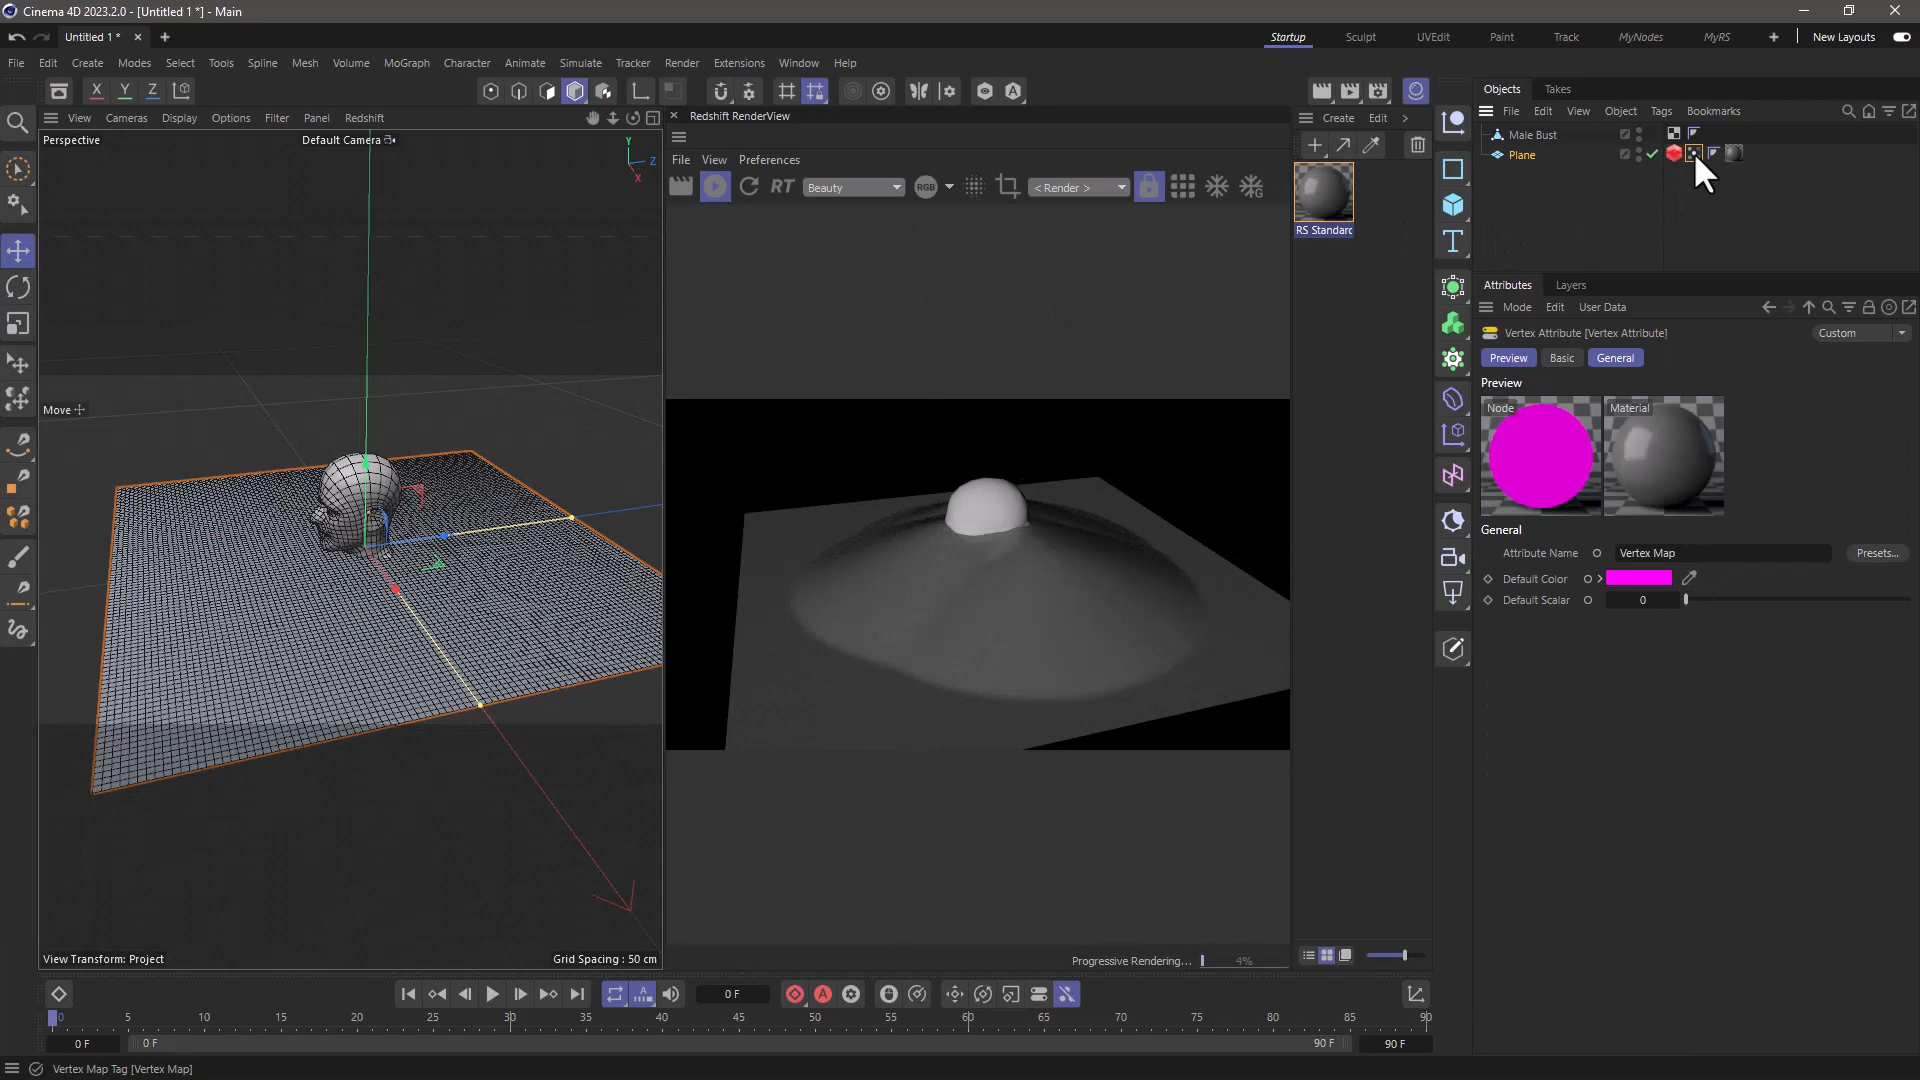 Cinema 4D 2023.2.0 - [Untitled 1 *] - Main
Untitled 1 *
Startup
Sculpt
UVEdit
Paint
Track
MyNodes
MyRS
New Layouts
File Edit Create Modes Select Tools Spline Mesh Volume MoGraph Character Animate Simulate Tracker Render Extensions Window Help
X Y Z
Objects Takes
File Edit View Object Tags Bookmarks
Male Bust
Plane
View Cameras Display Options Filter Panel Redshift
Perspective
Default Camera
Y
Z
X
Move
View Transform: Project
Grid Spacing : 50 cm
Redshift RenderView
File View Preferences
RT
Beauty
RGB
< Render >
Progressive Rendering...
4%
Create Edit
RS Standard
Attributes Layers
Mode Edit User Data
Vertex Attribute [Vertex Attribute]
Custom
Preview Basic General
Preview
Node
Material
General
Attribute Name
Vertex Map
Presets...
Default Color
Default Scalar
0
0 F
0 5 10 15 20 25 30 35 40 45 50 55 60 65 70 75 80 85 90
0 F
0 F
90 F
90 F
Vertex Map Tag [Vertex Map]